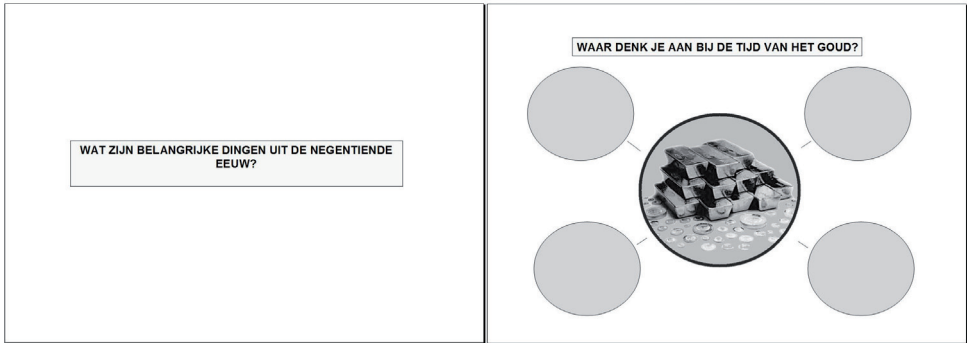 WAT ZIJN BELANGRIJKE DINGEN UIT DE NEGENTIENDE
EEUW?
WAAR DENK JE AAN BIJ DE TIJD VAN HET GOUD?